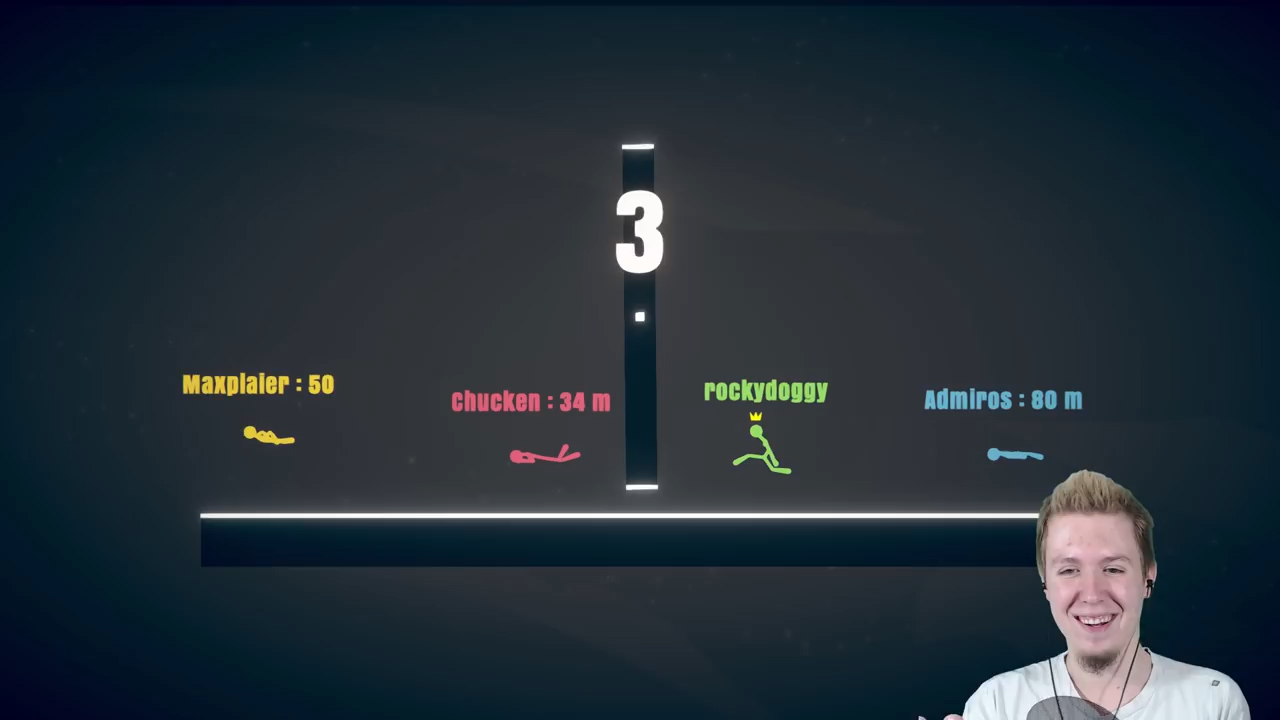 3
Maxplaier : 50
Chucken : 34 m
rockydoggy
Admiros : 80 m